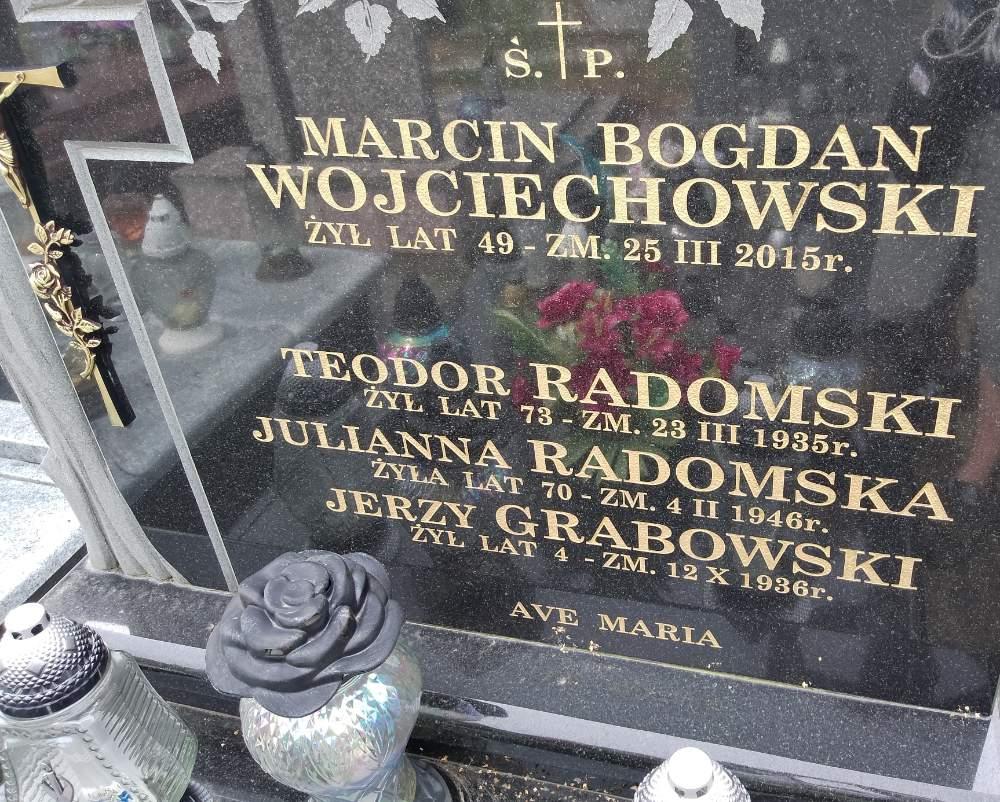 Ś. P.
MARCIN BOGDAN
WOJCIECHOWSKI
ŻYŁ LAT 49 - ZM. 25 III 2015r.
TEODOR RADOMSKI
ŻYŁ LAT 73 - ZM. 23 III 1935r.
JULIANNA RADOMSKA
ŻYŁA LAT 70 - ZM. 4 II 1946r.
JERZY GRABOWSKI
ŻYŁ LAT 4 - ZM. 12 X 1936r.
AVE MARIA